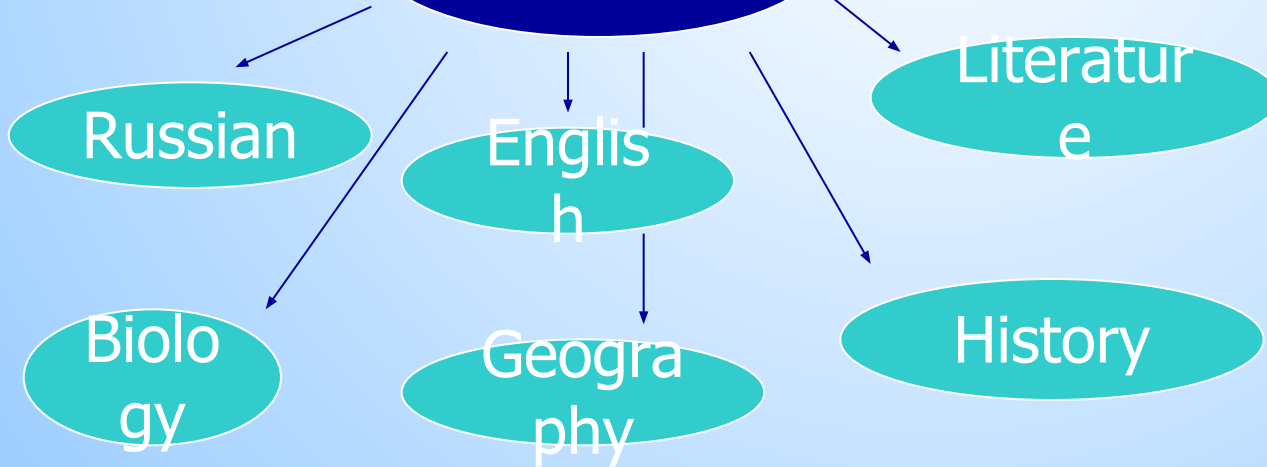 Russian
Englis
h
Literatur
e
Biolo
gy
Geogra
phy
History